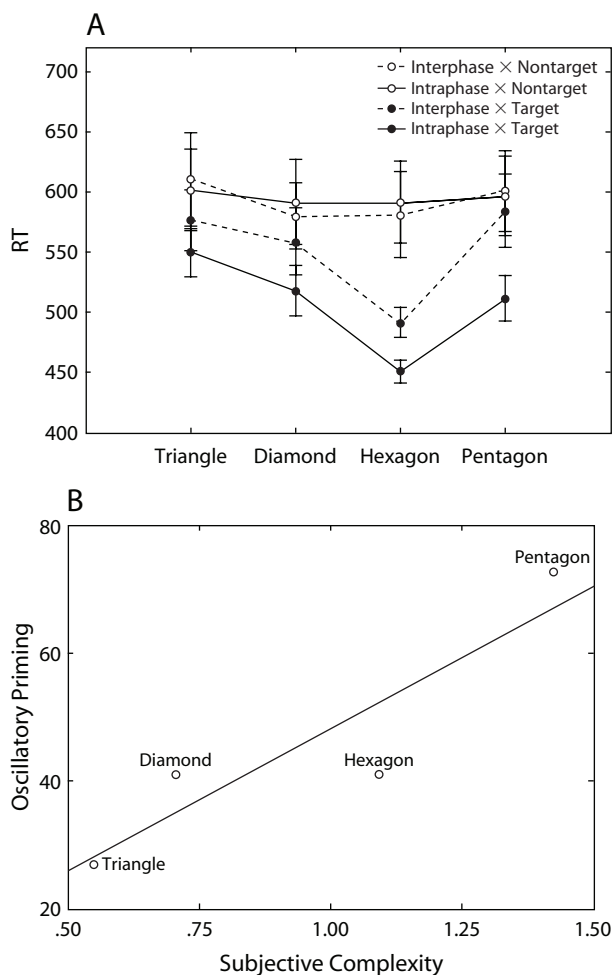 A
700
650
600
550
500
450
400
RT
Interphase × Nontarget
Intraphase × Nontarget
Interphase × Target
Intraphase × Target
Triangle Diamond Hexagon Pentagon
B
80
60
40
20
Oscillatory Priming
Pentagon
Diamond
Hexagon
Triangle
.50 .75 1.00 1.25 1.50
Subjective Complexity